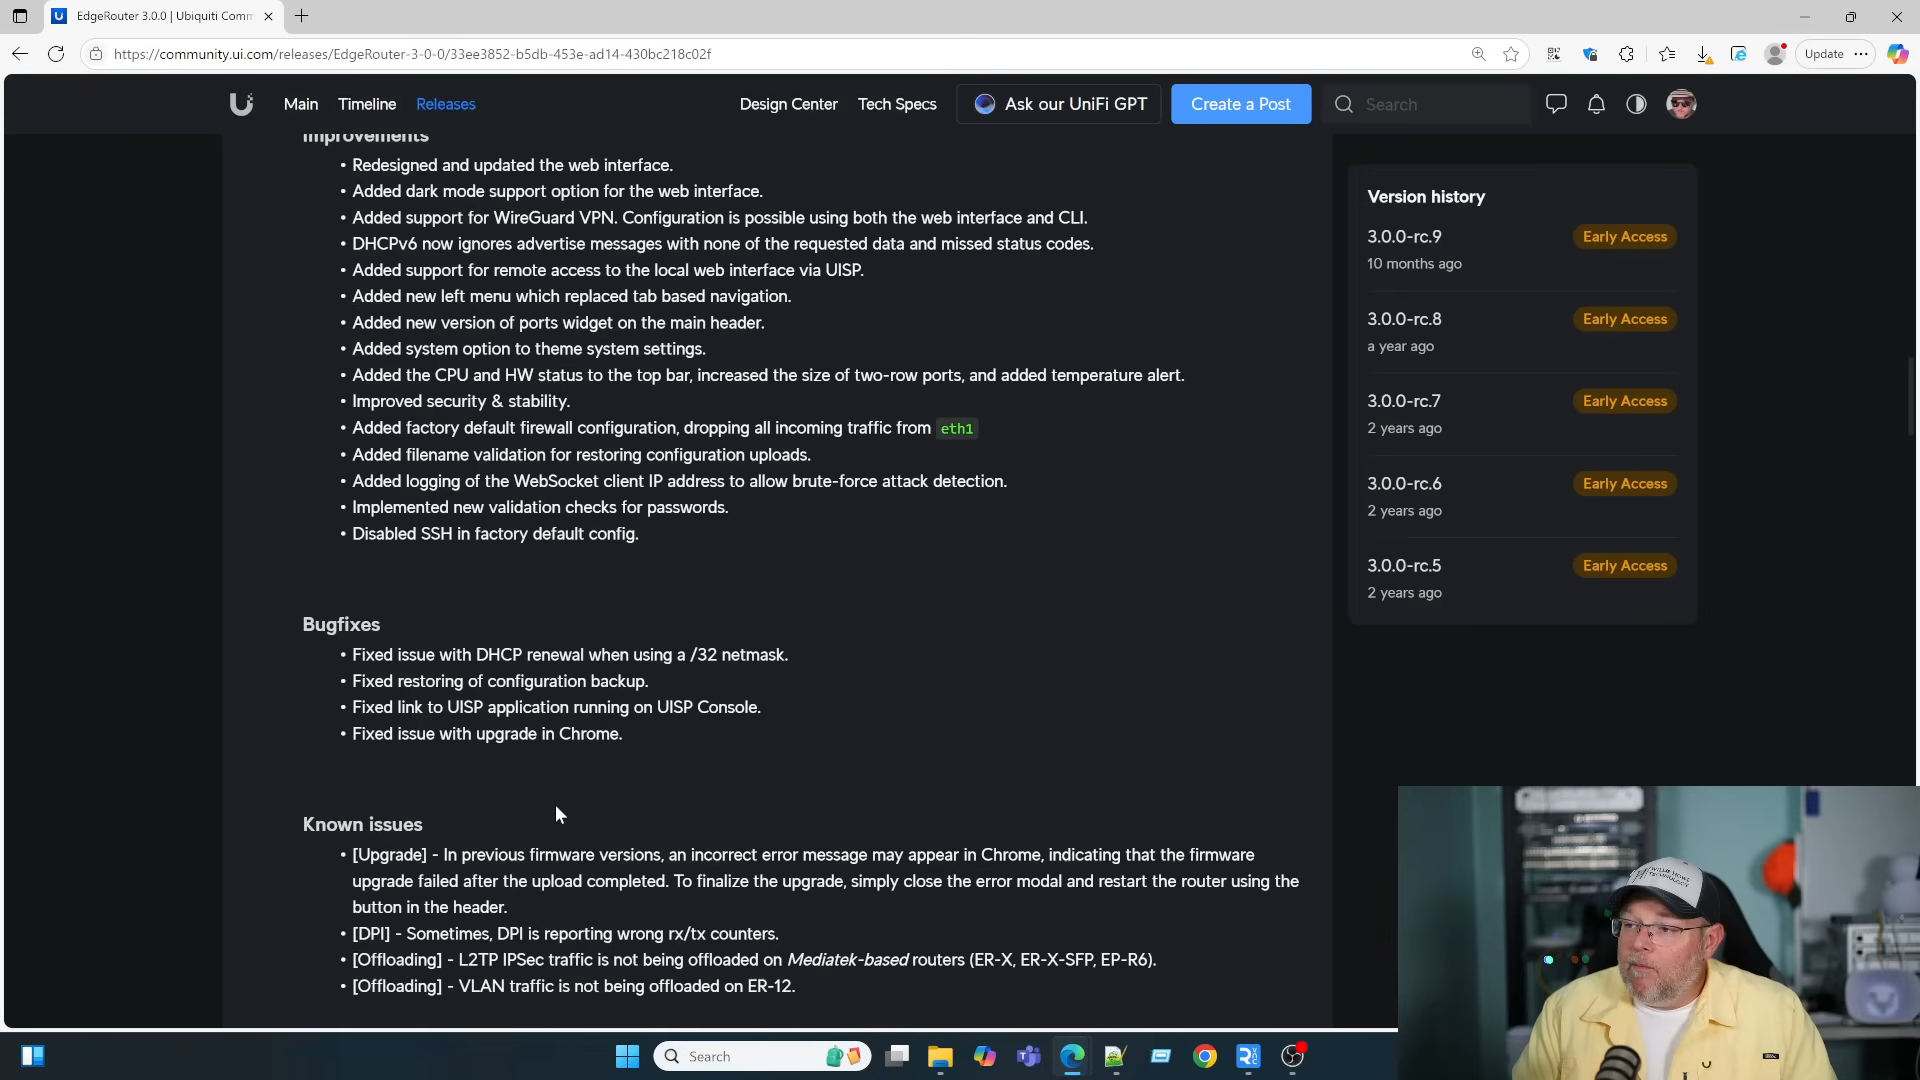 EdgeRouter 3.0.0 | Ubiquiti Comm
https://community.ui.com/releases/EdgeRouter-3-0-0/33ee3852-b5db-453e-ad14-430bc218c02f
Update
Main
Timeline
Releases
Design Center
Tech Specs
Ask our UniFi GPT
Create a Post
Search
Improvements
• Redesigned and updated the web interface.
• Added dark mode support option for the web interface.
• Added support for WireGuard VPN. Configuration is possible using both the web interface and CLI.
• DHCPv6 now ignores advertise messages with none of the requested data and missed status codes.
• Added support for remote access to the local web interface via UISP.
• Added new left menu which replaced tab based navigation.
• Added new version of ports widget on the main header.
• Added system option to theme system settings.
• Added the CPU and HW status to the top bar, increased the size of two-row ports, and added temperature alert.
• Improved security & stability.
• Added factory default firewall configuration, dropping all incoming traffic from eth1
• Added filename validation for restoring configuration uploads.
• Added logging of the WebSocket client IP address to allow brute-force attack detection.
• Implemented new validation checks for passwords.
• Disabled SSH in factory default config.
Bugfixes
• Fixed issue with DHCP renewal when using a /32 netmask.
• Fixed restoring of configuration backup.
• Fixed link to UISP application running on UISP Console.
• Fixed issue with upgrade in Chrome.
Known issues
• [Upgrade] - In previous firmware versions, an incorrect error message may appear in Chrome, indicating that the firmware
upgrade failed after the upload completed. To finalize the upgrade, simply close the error modal and restart the router using the
button in the header.
• [DPI] - Sometimes, DPI is reporting wrong rx/tx counters.
• [Offloading] - L2TP IPSec traffic is not being offloaded on Mediatek-based routers (ER-X, ER-X-SFP, EP-R6).
• [Offloading] - VLAN traffic is not being offloaded on ER-12.
Version history
3.0.0-rc.9
Early Access
10 months ago
3.0.0-rc.8
Early Access
a year ago
3.0.0-rc.7
Early Access
2 years ago
3.0.0-rc.6
Early Access
2 years ago
3.0.0-rc.5
Early Access
2 years ago
Search